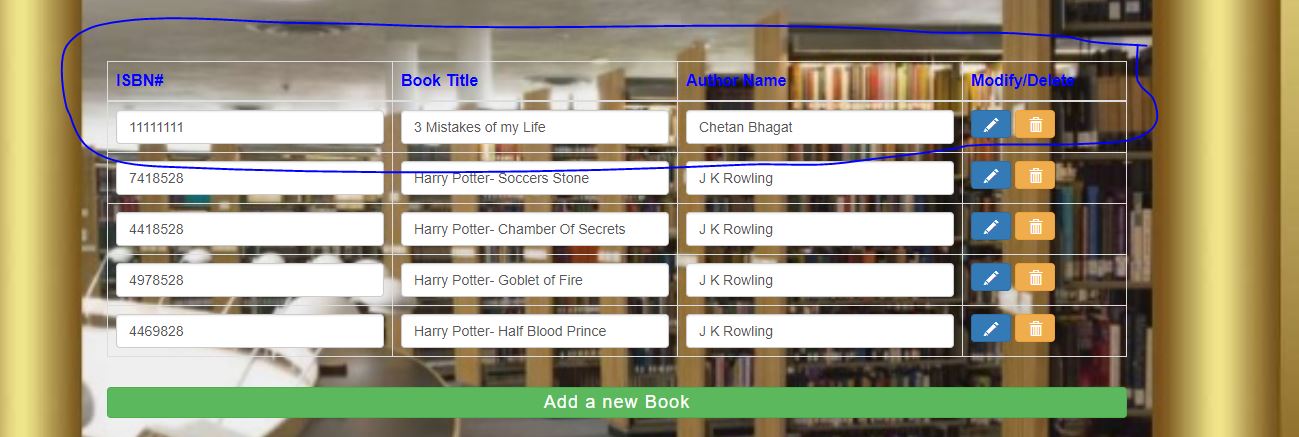 ISBN# Book Title Author Name Modify/Delete
11111111 3 Mistakes of my Life Chetan Bhagat
7418528 Harry Potter- Soccers Stone J K Rowling
4418528 Harry Potter- Chamber Of Secrets J K Rowling
4978528 Harry Potter- Goblet of Fire J K Rowling
4469828 Harry Potter- Half Blood Prince J K Rowling
Add a new Book